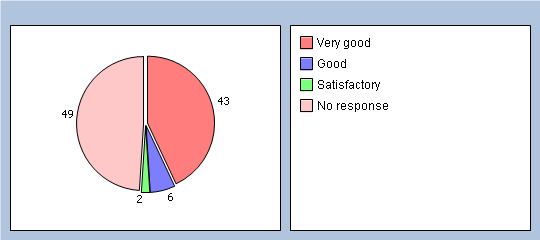 49
43
2
6
Very good
Good
Satisfactory
No response